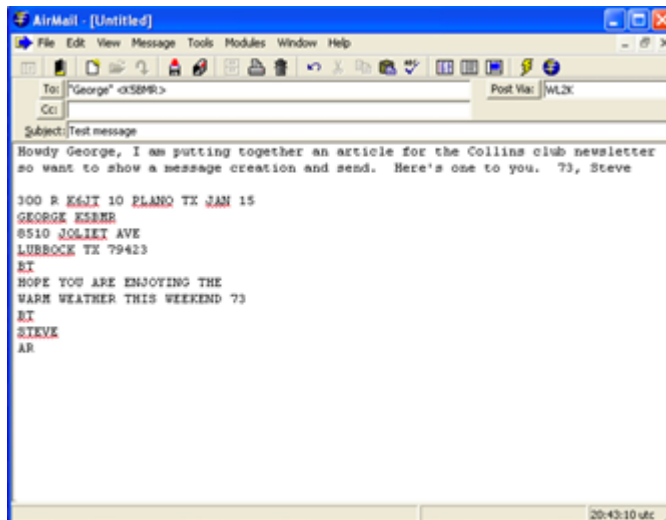 AirMail - [Untitled]
File Edit View Message Tools Modules Window Help
To: "George" <K5BMR> Post Via: WL2K
Cc:
Subject: Test message
Howdy George, I am putting together an article for the Collins club newsletter
so want to show a message creation and send. Here's one to you. 73, Steve
300 R K6JT 10 PLANO TX JAN 15
GEORGE K5BMR
8510 JOLIET AVE
LUBBOCK TX 79423
BT
HOPE YOU ARE ENJOYING THE
WARM WEATHER THIS WEEKEND 73
BT
STEVE
AR
20:43:10 utc